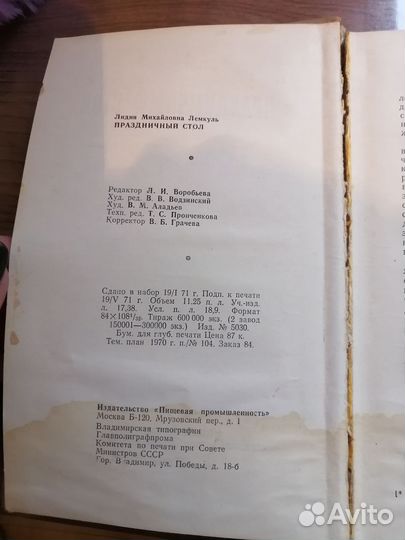 Лидия Михайловна Лемкуль
ПРАЗДНИЧНЫЙ СТОЛ
Редактор Л. И. Воробьева
Худ. ред. В. В. Водзинский
Худ. В. М. Аладьев
Техн. ред. Т. С. Пронченкова
Корректор В. Б. Грачева
Сдано в набор 19/I 71 г. Подп. к печати
19/V 71 г. Объем 11,25 п. л. Уч.-изд.
л. 17,38. Усл. п. л. 18,9. Формат
84×108¹/₃₂. Тираж 600 000 экз. (2 завод
150001—300000 экз.) Изд. № 5030.
Бум. для глуб. печати Цена 87 к.
Тем. план 1970 г. п./№ 104. Заказ 84.
Издательство «Пищевая промышленность»
Москва Б-120, Мрузовский пер., д. 1
Владимирская типография
Главполиграфпрома
Комитета по печати при Совете
Министров СССР
Гор. Владимир, ул. Победы, д. 18-б
1*
Avito